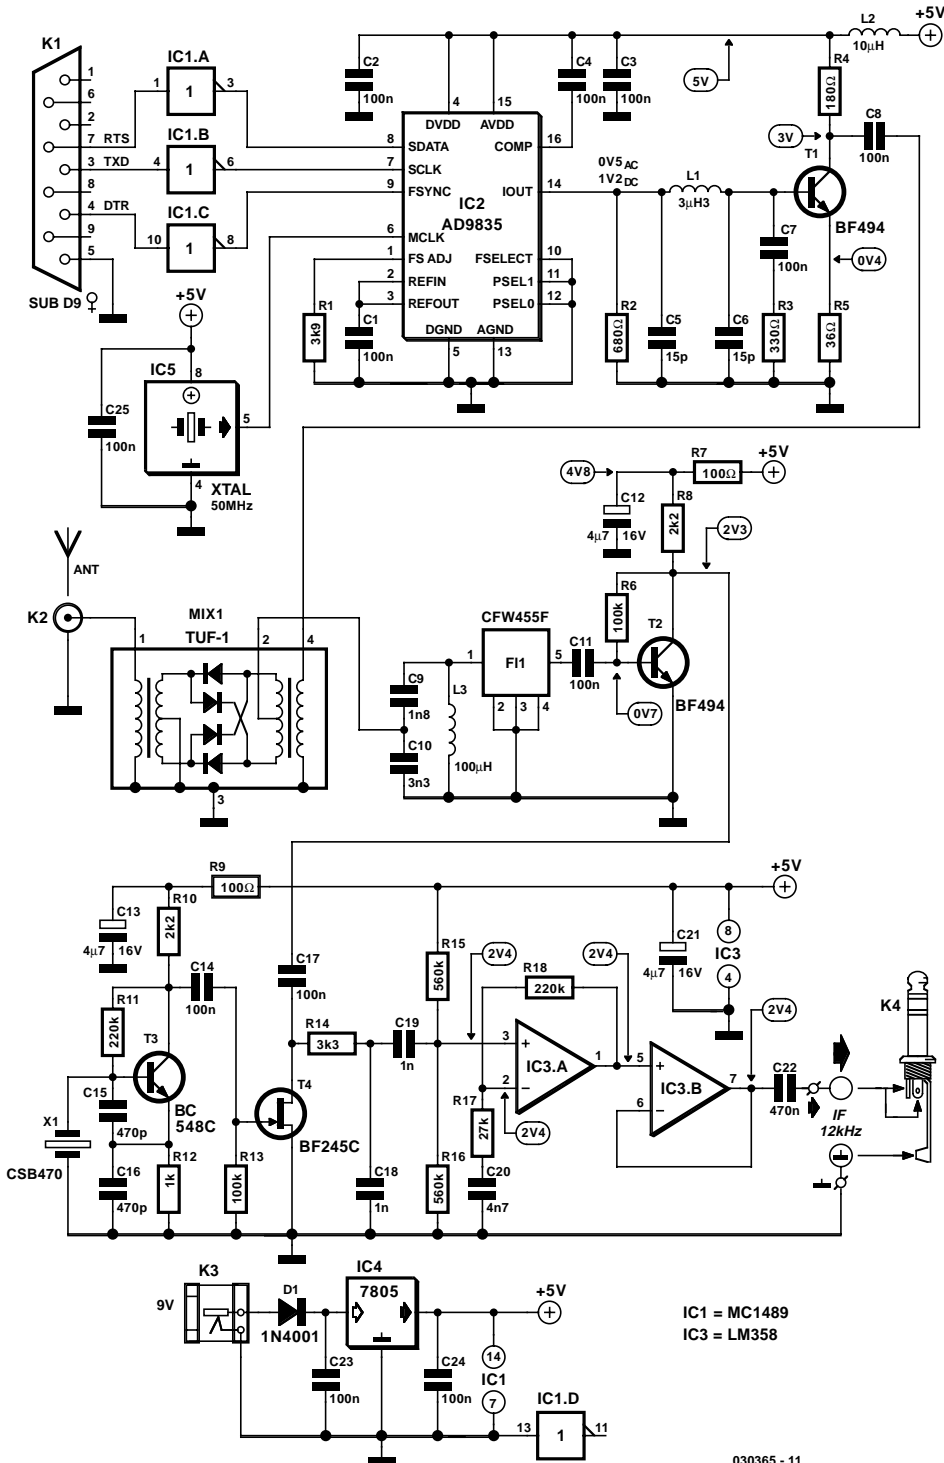 K1
1
6
2
7 RTS
3 TXD
8
4 DTR
9
5
SUB D9
IC1.A
1 1 3
IC1.B
4 1 6
IC1.C
10 1 8
+5V
IC5
8
5
4
C25
100n
XTAL
50MHz
C2
100n
C4
100n
C3
100n
5V
L2
10µH
+5V
R4
180Ω
3V
C8
100n
T1
BF494
0V4
4 15
DVDD AVDD
8 SDATA
7 SCLK
9 FSYNC
6 MCLK
1 FS ADJ
2 REFIN
3 REFOUT
COMP 16
IOUT 14
FSELECT 10
PSEL1 11
PSEL0 12
IC2
AD9835
DGND AGND
5 13
R1
3k9
C1
100n
0V5 AC
1V2 DC
L1
3µH3
R2
680Ω
C5
15p
C6
15p
C7
100n
R3
330Ω
R5
36Ω
ANT
K2
MIX1
TUF-1
1 2 4
3
C9
1n8
C10
3n3
L3
100µH
CFW455F
1 FI1 5
2 3 4
C11
100n
0V7
4V8
C12
4µ7 16V
R7
100Ω
+5V
R8
2k2
2V3
R6
100k
T2
BF494
R9
100Ω
C13
4µ7 16V
R10
2k2
R11
220k
C14
100n
T3
BC
548C
C15
470p
C16
470p
X1
CSB470
R12
1k
R13
100k
C17
100n
R14
3k3
T4
BF245C
C18
1n
C19
1n
R15
560k
R16
560k
2V4
R18
220k
2V4
3
2
IC3.A
1
R17
27k
2V4
C20
4n7
5
6
IC3.B
7
C21
4µ7 16V
8
IC3
4
+5V
2V4
C22
470n
IF
12kHz
K4
K3
9V
D1
1N4001
IC4
7805
C23
100n
C24
100n
+5V
14
IC1
7
IC1.D
13 1 11
IC1 = MC1489
IC3 = LM358
030365 - 11